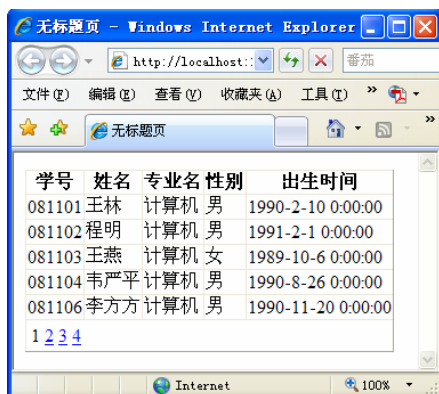 无标题页 - Windows Internet Explorer
http://localhost:
番茄
文件(F) 编辑(E) 查看(V) 收藏夹(A) 工具(T) »
无标题页 »
学号 姓名 专业名 性别 出生时间
081101 王林 计算机 男 1990-2-10 0:00:00
081102 程明 计算机 男 1991-2-1 0:00:00
081103 王燕 计算机 女 1989-10-6 0:00:00
081104 韦严平 计算机 男 1990-8-26 0:00:00
081106 李方方 计算机 男 1990-11-20 0:00:00
1 2 3 4
Internet 100%